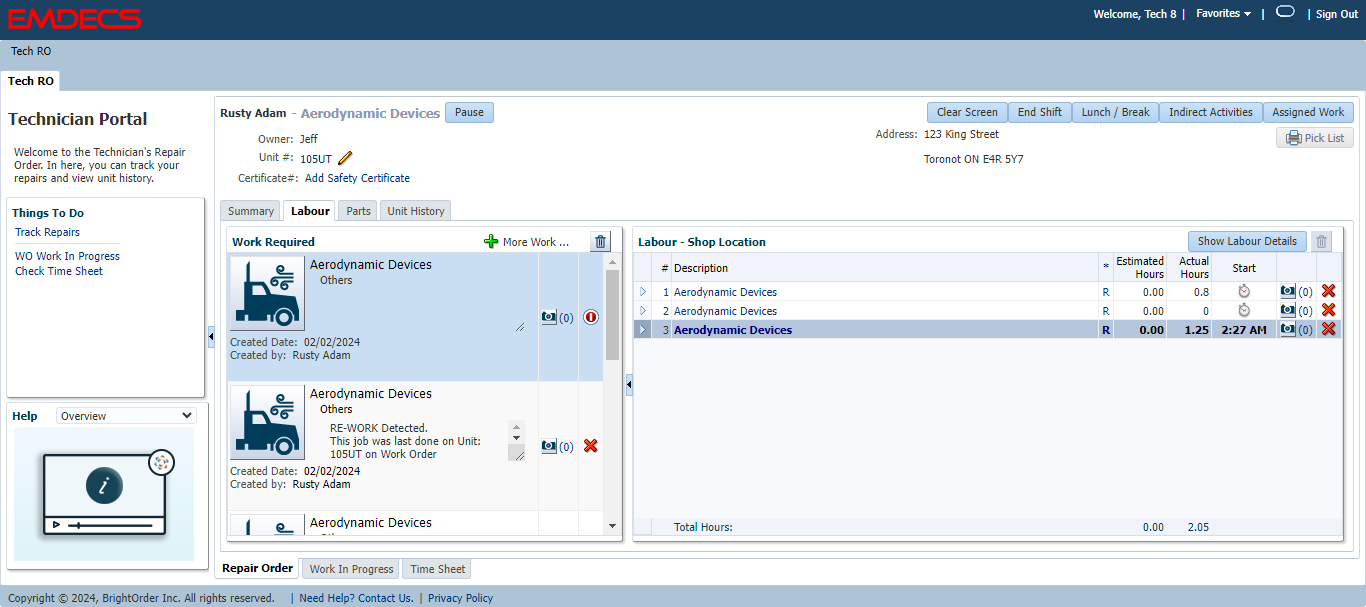 EMDECS
Welcome, Tech 8 | Favorites | | Sign Out
Tech RO
Tech RO
Technician Portal
Welcome to the Technician's Repair
Order. In here, you can track your
repairs and view unit history.
Things To Do
Track Repairs
WO Work In Progress
Check Time Sheet
Help Overview
i
Rusty Adam - Aerodynamic Devices Pause
Clear Screen End Shift Lunch / Break Indirect Activities Assigned Work
Owner: Jeff
Unit #: 105UT
Certificate#: Add Safety Certificate
Address: 123 King Street
Toronot ON E4R 5Y7
Pick List
Summary Labour Parts Unit History
Work Required More Work ...
Aerodynamic Devices
Others
(0)
Created Date: 02/02/2024
Created by: Rusty Adam
Aerodynamic Devices
Others
RE-WORK Detected.
This job was last done on Unit:
105UT on Work Order
(0)
Created Date: 02/02/2024
Created by: Rusty Adam
Aerodynamic Devices
Labour - Shop Location Show Labour Details
# Description * Estimated Hours Actual Hours Start
1 Aerodynamic Devices R 0.00 0.8 (0)
2 Aerodynamic Devices R 0.00 0 (0)
3 Aerodynamic Devices R 0.00 1.25 2:27 AM (0)
Total Hours: 0.00 2.05
Repair Order Work In Progress Time Sheet
Copyright © 2024, BrightOrder Inc. All rights reserved. | Need Help? Contact Us. | Privacy Policy